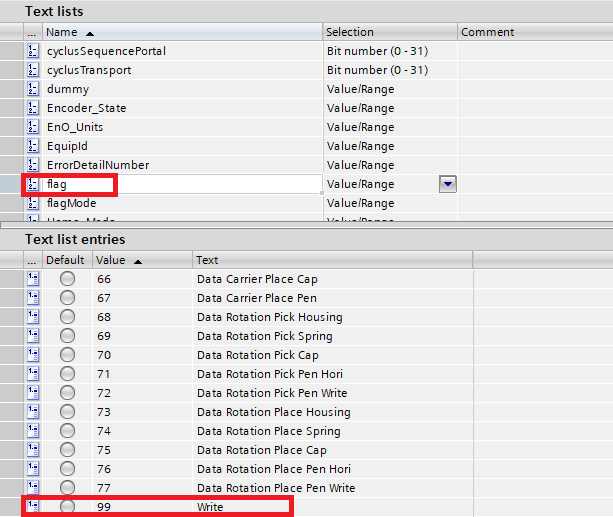 Text lists
... Name Selection Comment
cyclusSequencePortal Bit number (0 - 31)
cyclusTransport Bit number (0 - 31)
dummy Value/Range
Encoder_State Value/Range
EnO_Units Value/Range
EquipId Value/Range
ErrorDetailNumber Value/Range
flag Value/Range
flagMode Value/Range
Text list entries
... Default Value Text
66 Data Carrier Place Cap
67 Data Carrier Place Pen
68 Data Rotation Pick Housing
69 Data Rotation Pick Spring
70 Data Rotation Pick Cap
71 Data Rotation Pick Pen Hori
72 Data Rotation Pick Pen Write
73 Data Rotation Place Housing
74 Data Rotation Place Spring
75 Data Rotation Place Cap
76 Data Rotation Place Pen Hori
77 Data Rotation Place Pen Write
99 Write